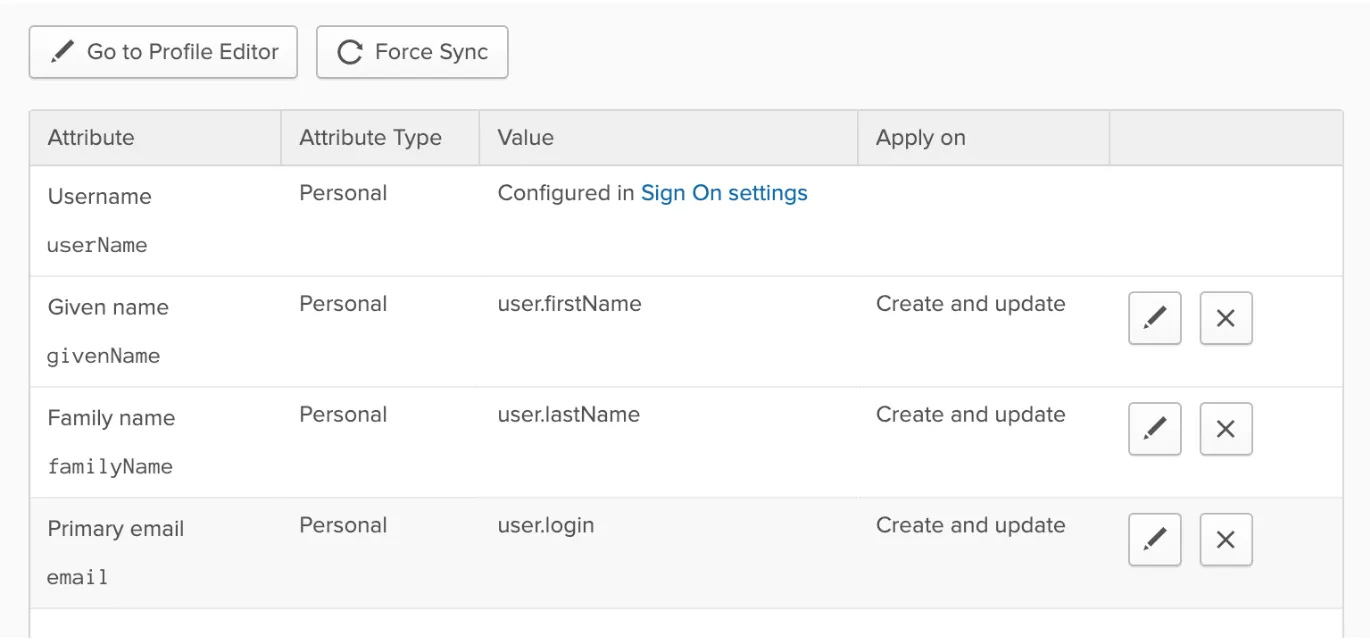 Go to Profile Editor Force Sync
Attribute Attribute Type Value Apply on
Username Personal Configured in Sign On settings
userName
Given name Personal user.firstName Create and update
givenName
Family name Personal user.lastName Create and update
familyName
Primary email Personal user.login Create and update
email